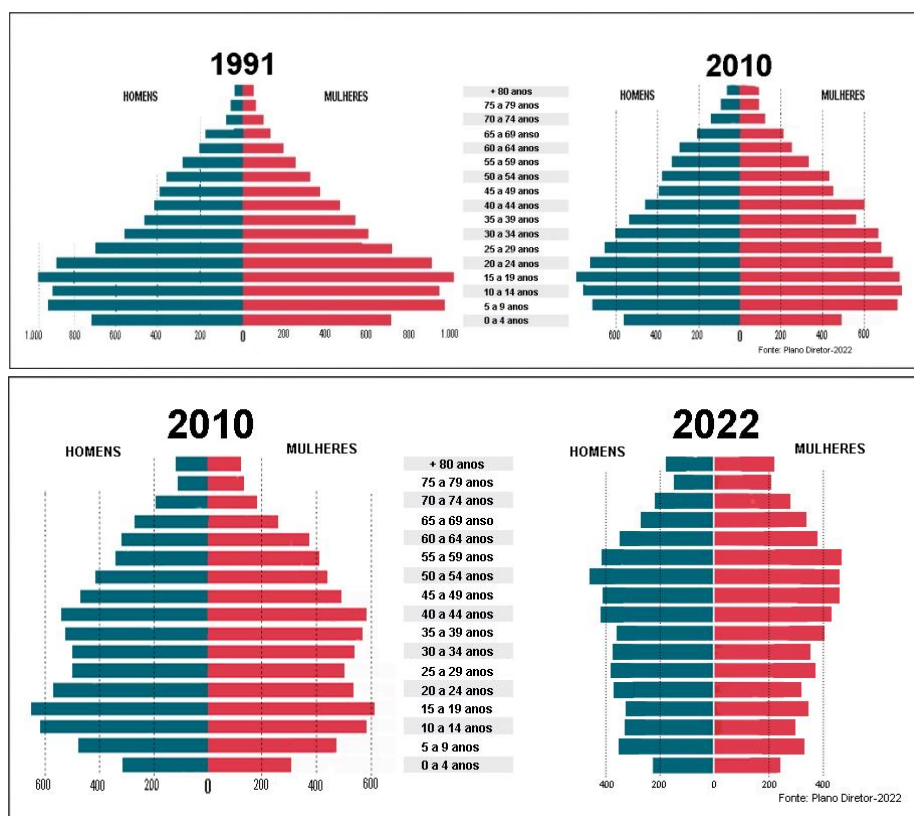 1991
2010
HOMENS
MULHERES
HOMENS
MULHERES
+ 80 anos
75 a 79 anos
70 a 74 anos
65 a 69 anso
60 a 64 anos
55 a 59 anos
50 a 54 anos
45 a 49 anos
40 a 44 anos
35 a 39 anos
30 a 34 anos
25 a 29 anos
20 a 24 anos
15 a 19 anos
10 a 14 anos
5 a 9 anos
0 a 4 anos
1.000 800 600 400 200 0 200 400 600 800 1.000
600 400 200 0 200 400 600
Fonte: Plano Diretor-2022
2010
2022
HOMENS
MULHERES
HOMENS
MULHERES
+ 80 anos
75 a 79 anos
70 a 74 anos
65 a 69 anso
60 a 64 anos
55 a 59 anos
50 a 54 anos
45 a 49 anos
40 a 44 anos
35 a 39 anos
30 a 34 anos
25 a 29 anos
20 a 24 anos
15 a 19 anos
10 a 14 anos
5 a 9 anos
0 a 4 anos
600 400 200 0 200 400 600
400 200 0 200 400
Fonte: Plano Diretor-2022